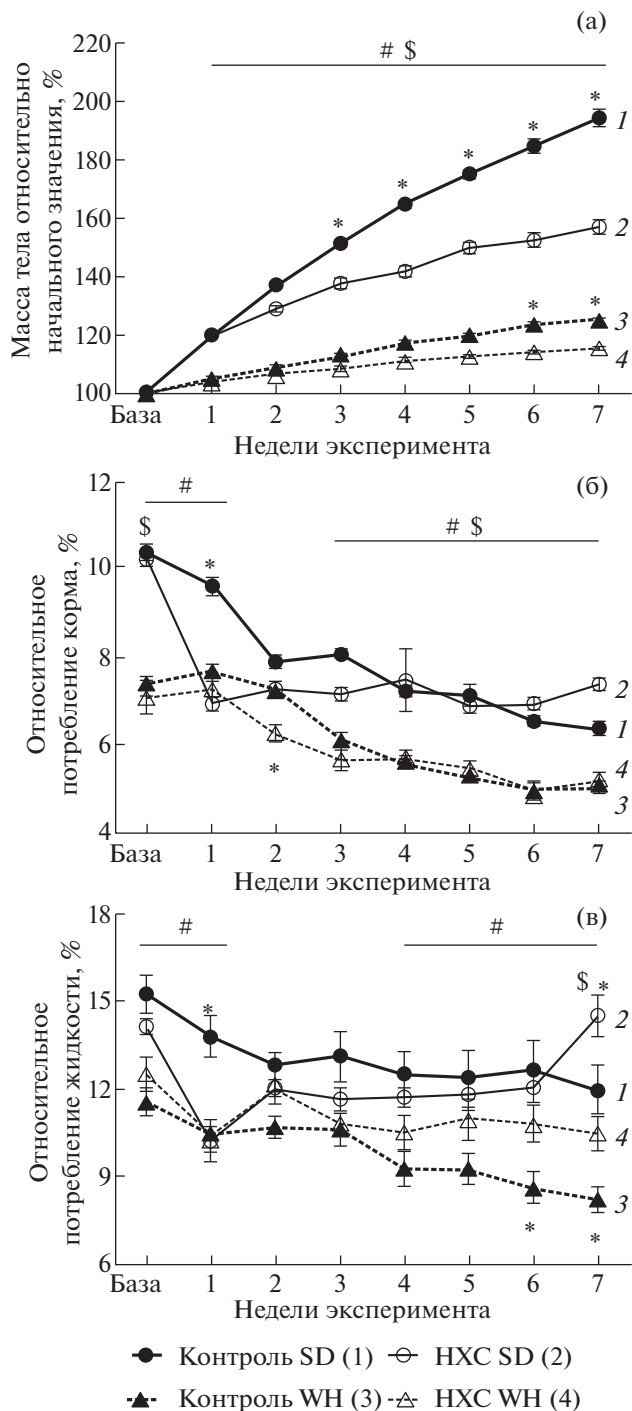 (а)
Масса тела относительно
начального значения, %
220
200
180
160
140
120
100
# $
* * * * *
* *
1
2
3
4
База 1 2 3 4 5 6 7
Недели эксперимента
(б)
Относительное
потребление корма, %
12
10
8
6
4
#
$
*
# $
*
2
1
4
3
База 1 2 3 4 5 6 7
Недели эксперимента
(в)
Относительное
потребление жидкости, %
18
15
12
9
6
#
*
#
$ *
2
1
4
3
* *
База 1 2 3 4 5 6 7
Недели эксперимента
Контроль SD (1) НХС SD (2)
Контроль WH (3) НХС WH (4)